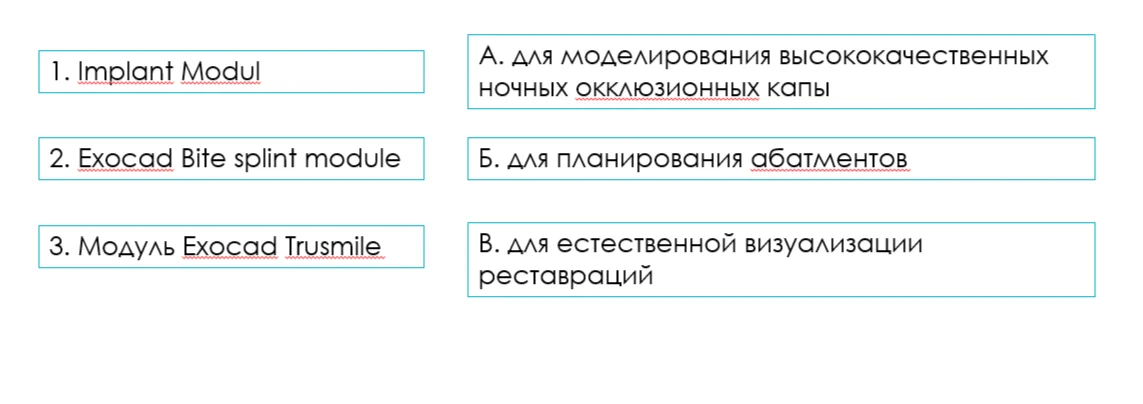 1. Implant Modul
А. для моделирования высококачественных
ночных окклюзионных капы
2. Exocad Bite splint module
Б. для планирования абатментов
3. Модуль Exocad Trusmile
В. для естественной визуализации
реставраций